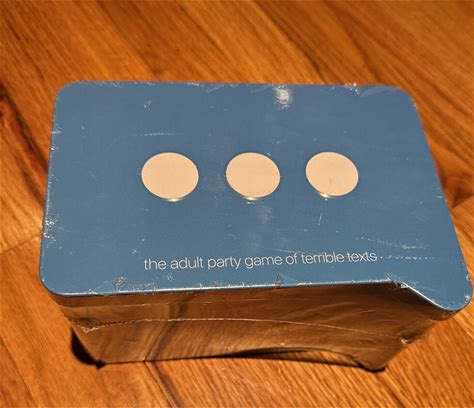 the adult party game of terrible texts